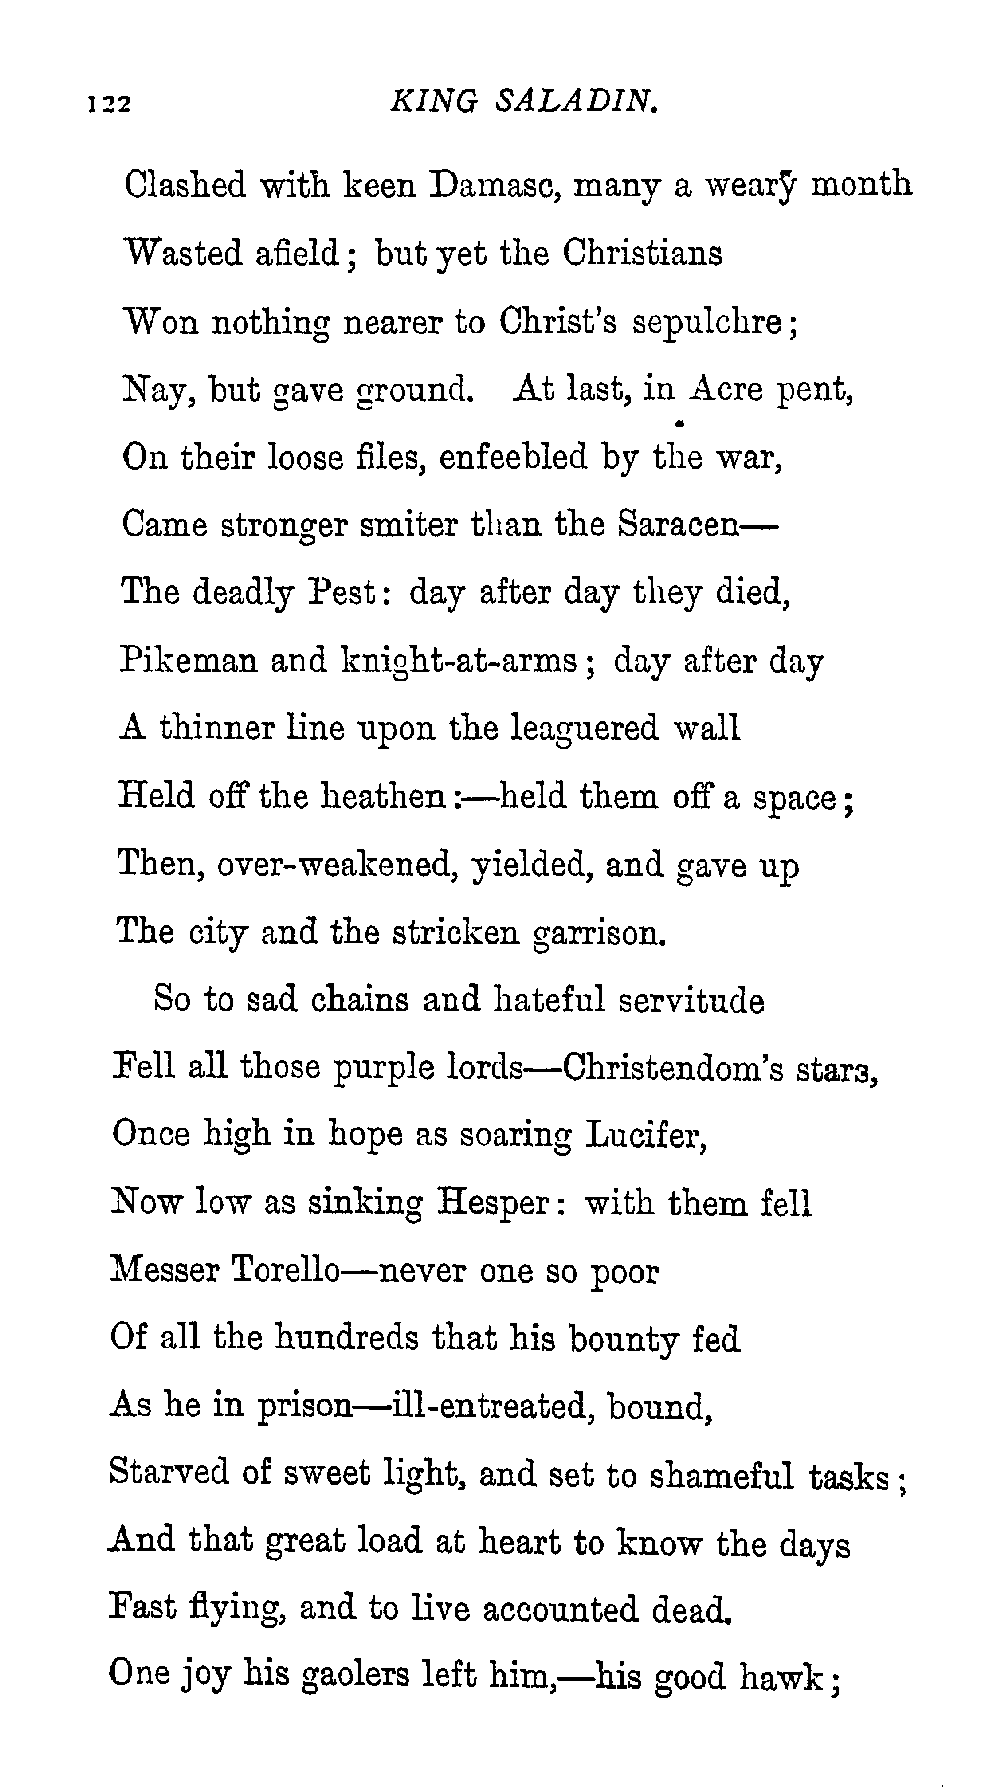 122 KING SALADIN.
Clashed with keen Damasc, many a weary month
Wasted afield; but yet the Christians
Won nothing nearer to Christ's sepulchre;
Nay, but gave ground. At last, in Acre pent,
On their loose files, enfeebled by the war,
Came stronger smiter than the Saracen—
The deadly Pest: day after day they died,
Pikeman and knight-at-arms; day after day
A thinner line upon the leaguered wall
Held off the heathen:—held them off a space;
Then, over-weakened, yielded, and gave up
The city and the stricken garrison.
So to sad chains and hateful servitude
Fell all those purple lords—Christendom's stars,
Once high in hope as soaring Lucifer,
Now low as sinking Hesper: with them fell
Messer Torello—never one so poor
Of all the hundreds that his bounty fed
As he in prison—ill-entreated, bound,
Starved of sweet light, and set to shameful tasks;
And that great load at heart to know the days
Fast flying, and to live accounted dead.
One joy his gaolers left him,—his good hawk;